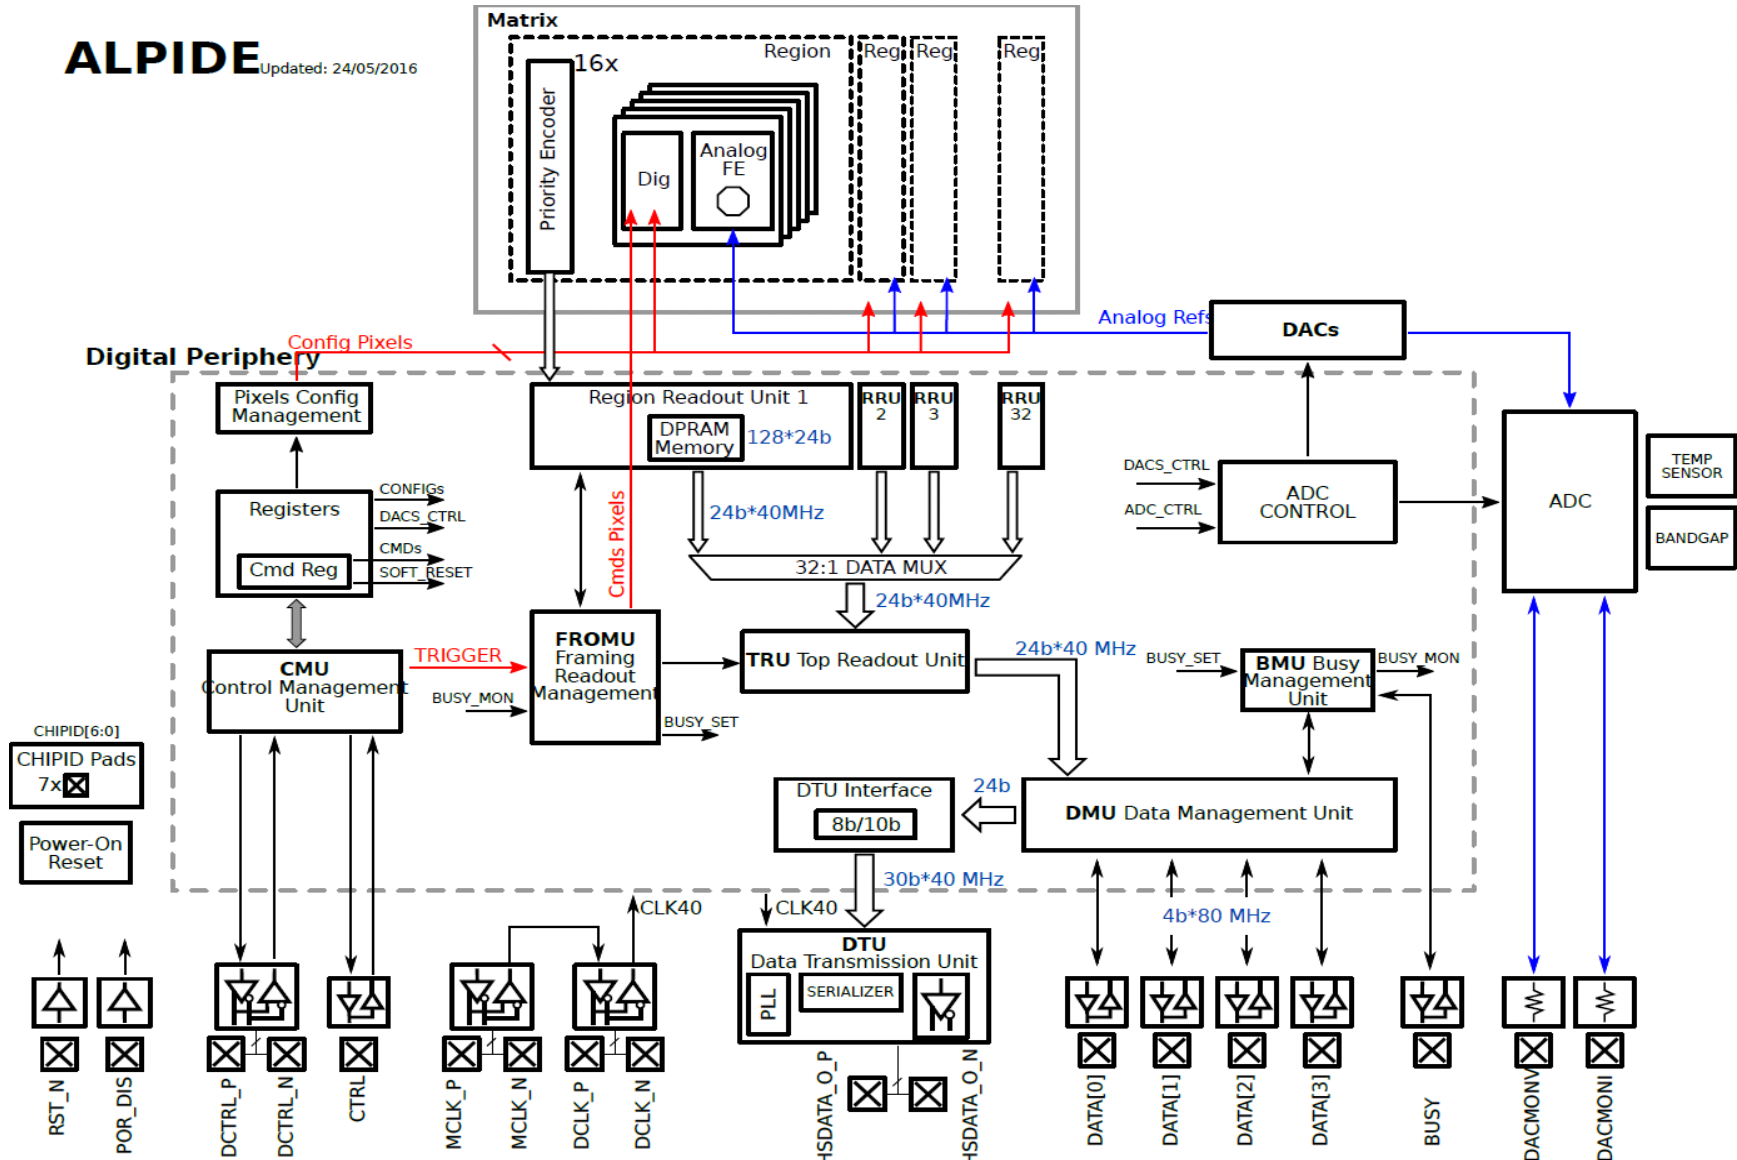 Matrix
ALPIDE Updated: 24/05/2016
Region
Reg
Reg
Reg
16x
Priority Encoder
Dig
Analog
FE
Analog Refs
DACs
Config Pixels
Digital Periphery
Pixels Config
Management
Region Readout Unit 1
DPRAM
Memory
128*24b
RRU
2
RRU
3
RRU
32
Registers
Cmd Reg
CONFIGs
DACS_CTRL
CMDs
SOFT_RESET
Cmds Pixels
24b*40MHz
32:1 DATA MUX
24b*40MHz
DACS_CTRL
ADC_CTRL
ADC
CONTROL
ADC
TEMP
SENSOR
BANDGAP
CMU
Control Management
Unit
TRIGGER
BUSY_MON
FROMU
Framing
Readout
Management
BUSY_SET
TRU Top Readout Unit
24b*40 MHz
BUSY_SET
BMU Busy
Management
Unit
BUSY_MON
CHIPID[6:0]
CHIPID Pads
7x
Power-On
Reset
DTU Interface
8b/10b
24b
DMU Data Management Unit
30b*40 MHz
CLK40
CLK40
4b*80 MHz
DTU
Data Transmission Unit
PLL
SERIALIZER
RST_N
POR_DIS
DCTRL_P
DCTRL_N
CTRL
MCLK_P
MCLK_N
DCLK_P
DCLK_N
HSDATA_O_P
HSDATA_O_N
DATA[0]
DATA[1]
DATA[2]
DATA[3]
BUSY
DACMONV
DACMONI